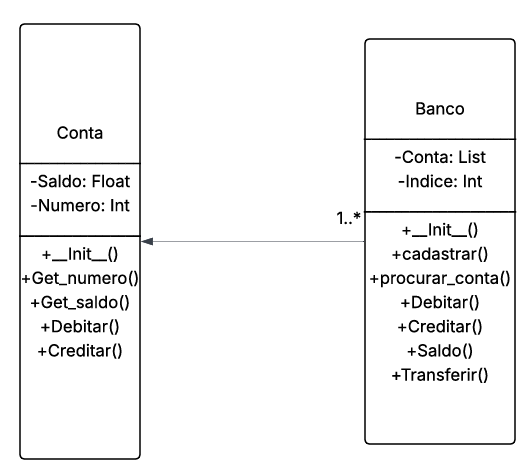 Conta
-Saldo: Float
-Numero: Int
+__Init__()
+Get_numero()
+Get_saldo()
+Debitar()
+Creditar()
1..*
Banco
-Conta: List
-Indice: Int
+__Init__()
+cadastrar()
+procurar_conta()
+Debitar()
+Creditar()
+Saldo()
+Transferir()